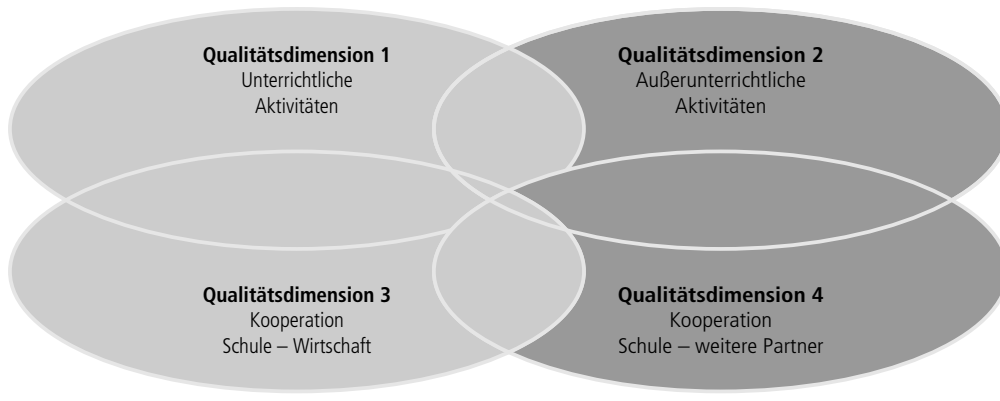 Qualitätsdimension 1
Unterrichtliche
Aktivitäten
Qualitätsdimension 2
Außerunterrichtliche
Aktivitäten
Qualitätsdimension 3
Kooperation
Schule – Wirtschaft
Qualitätsdimension 4
Kooperation
Schule – weitere Partner